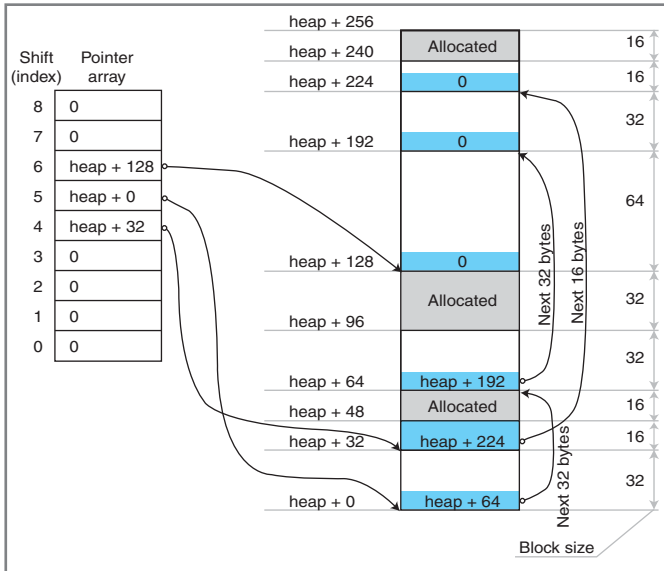 Shift (index)
Pointer array
8 0
7 0
6 heap + 128
5 heap + 0
4 heap + 32
3 0
2 0
1 0
0 0
heap + 256
Allocated
16
heap + 240
16
heap + 224
0
32
heap + 192
0
64
heap + 128
0
Allocated
32
heap + 96
32
heap + 64
heap + 192
Allocated
16
heap + 48
16
heap + 32
heap + 224
32
heap + 0
heap + 64
Next 32 bytes
Next 16 bytes
Next 32 bytes
Block size